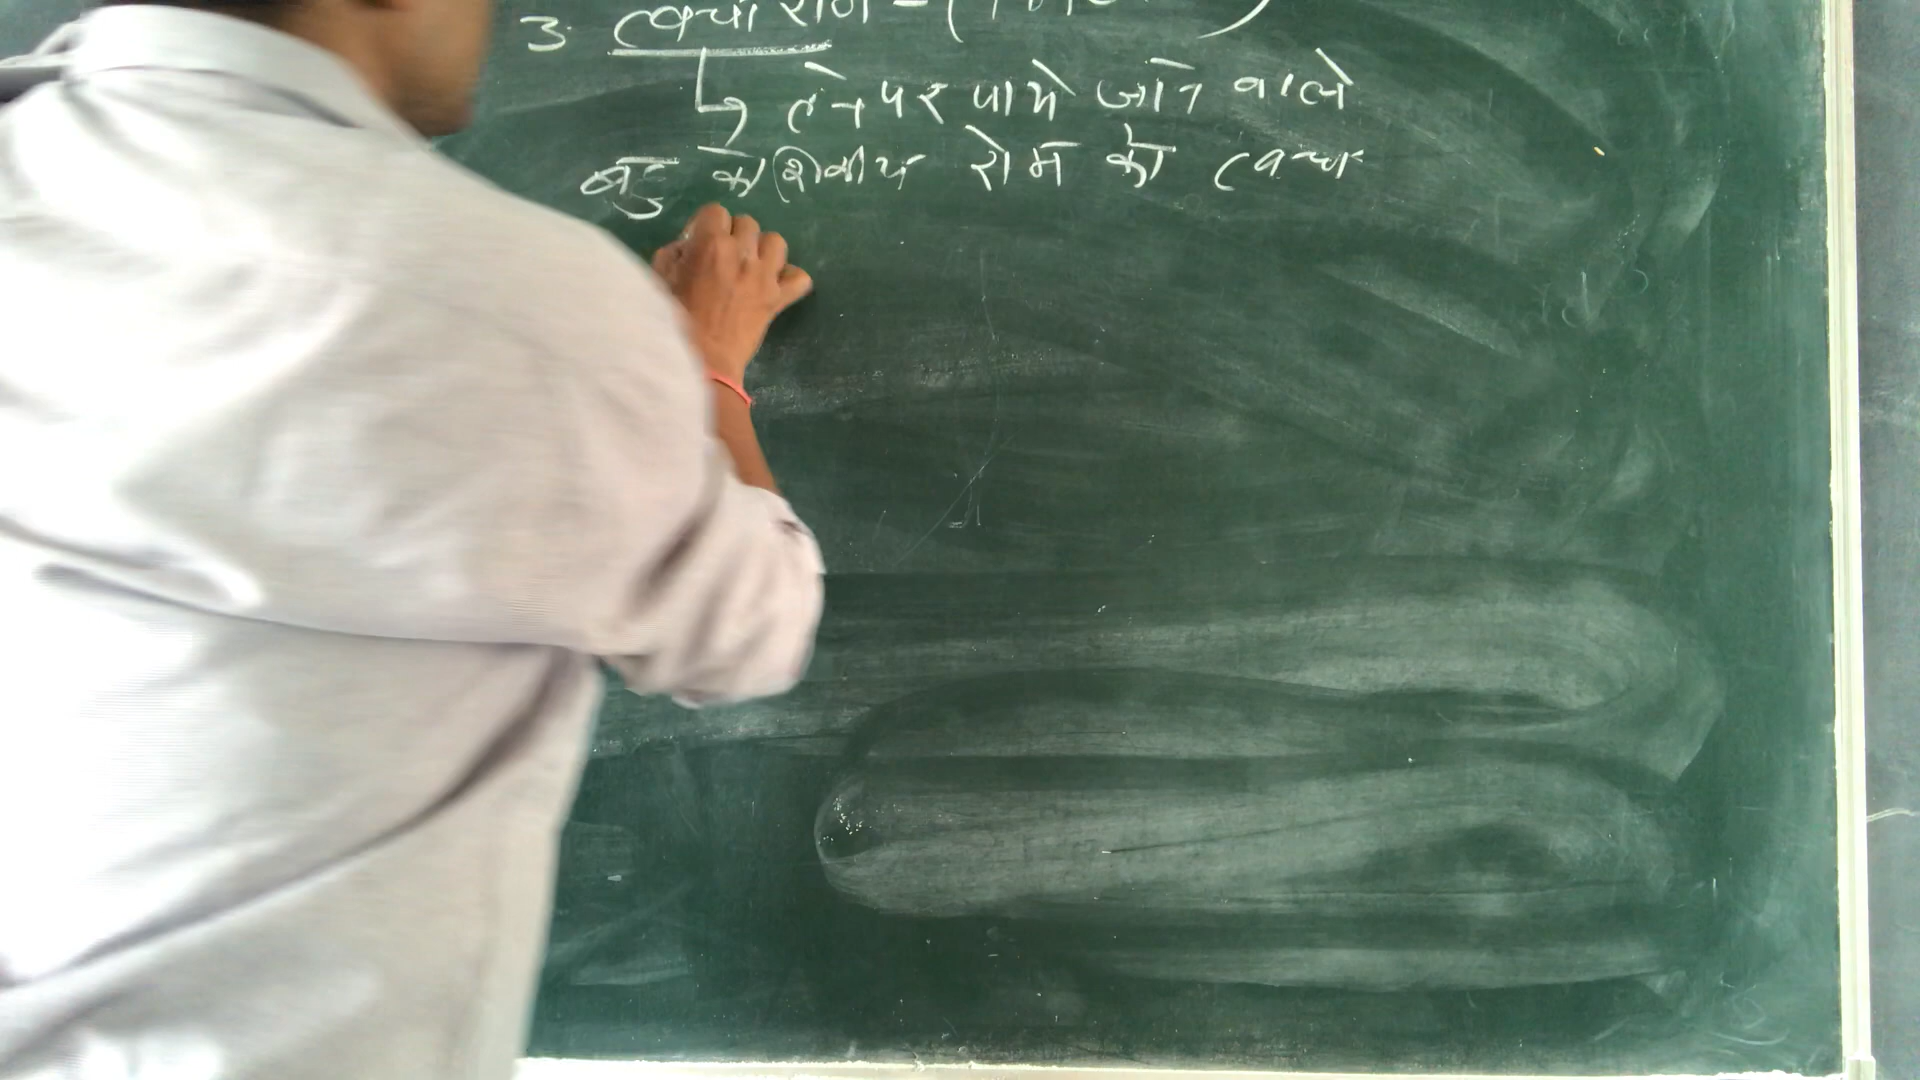 3. त्वचा रोम - (
तने पर पाये जाने वाले
बहु कोशिकीय रोम को त्वचा